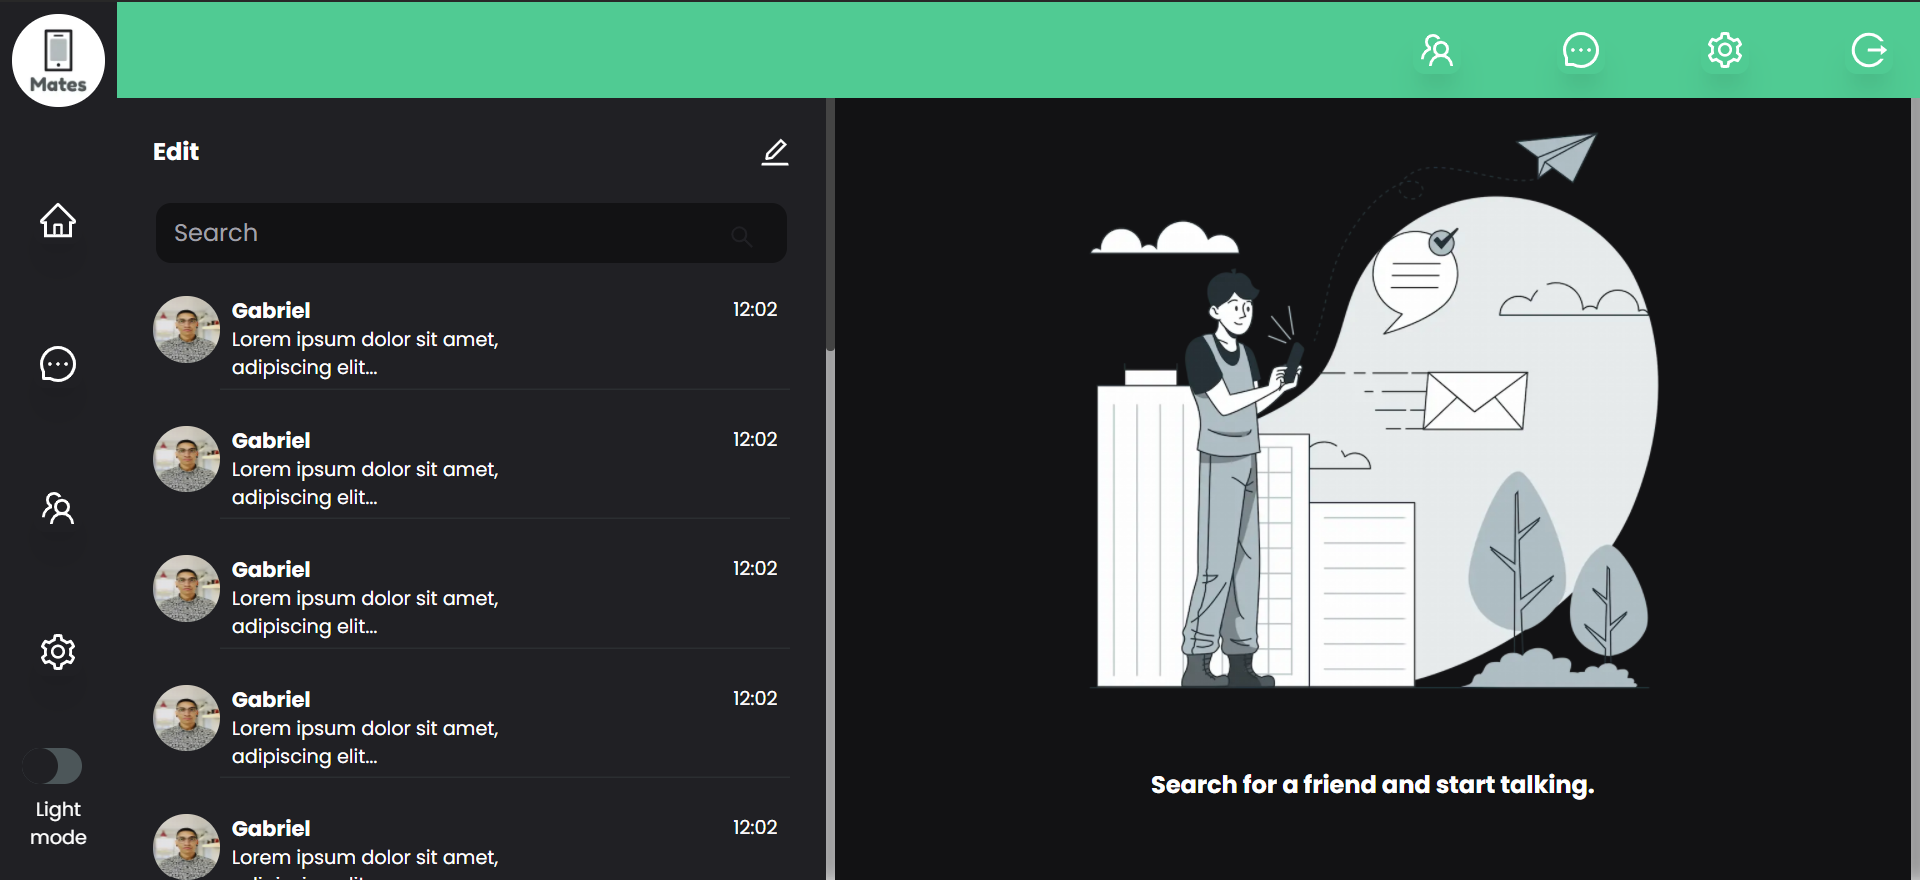 Mates
Edit
Search
Gabriel
12:02
Lorem ipsum dolor sit amet,
adipiscing elit...
Gabriel
12:02
Lorem ipsum dolor sit amet,
adipiscing elit...
Gabriel
12:02
Lorem ipsum dolor sit amet,
adipiscing elit...
Gabriel
12:02
Lorem ipsum dolor sit amet,
adipiscing elit...
Gabriel
12:02
Lorem ipsum dolor sit amet,
Light
mode
Search for a friend and start talking.